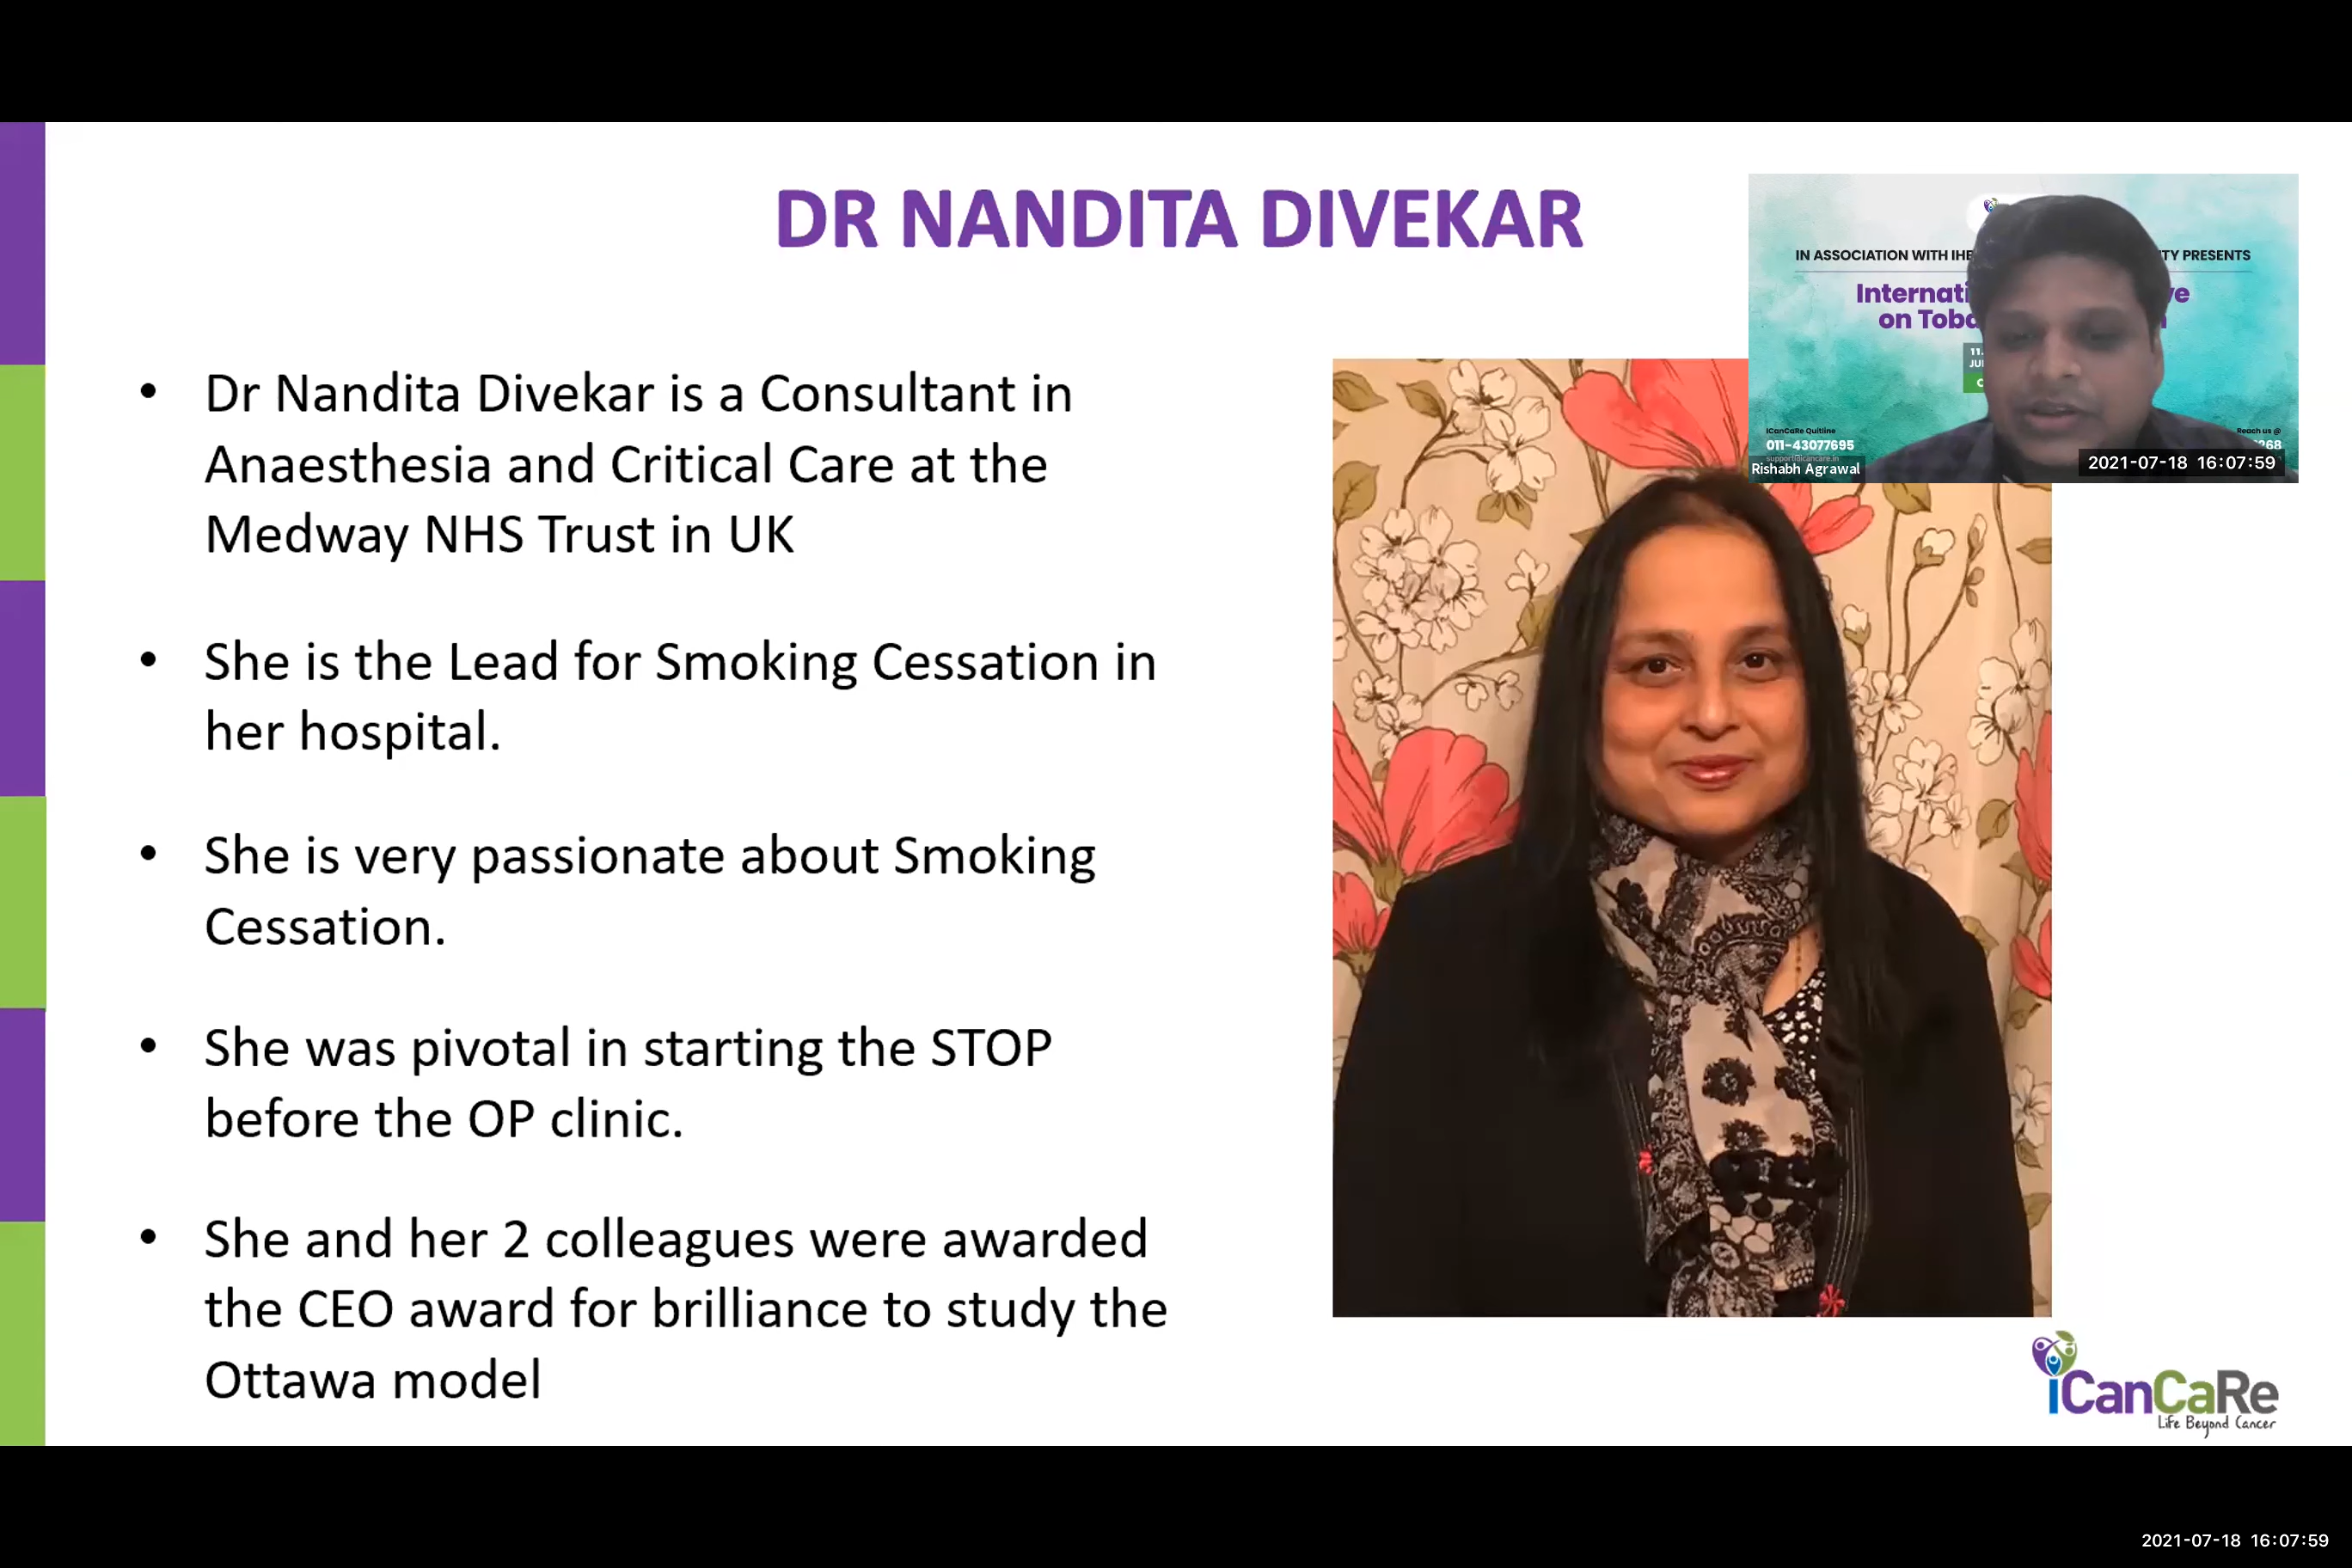 DR NANDITA DIVEKAR
• Dr Nandita Divekar is a Consultant in
Anaesthesia and Critical Care at the
Medway NHS Trust in UK
• She is the Lead for Smoking Cessation in
her hospital.
• She is very passionate about Smoking
Cessation.
• She was pivotal in starting the STOP
before the OP clinic.
• She and her 2 colleagues were awarded
the CEO award for brilliance to study the
Ottawa model
IN ASSOCIATION WITH TY PRESENTS
on
11.
iCanCaRe Quitline
011-43077695
support@icancare.in
Reach us @
268
Rishabh Agrawal
2021-07-18 16:07:59
iCanCaRe
Life Beyond Cancer
2021-07-18 16:07:59